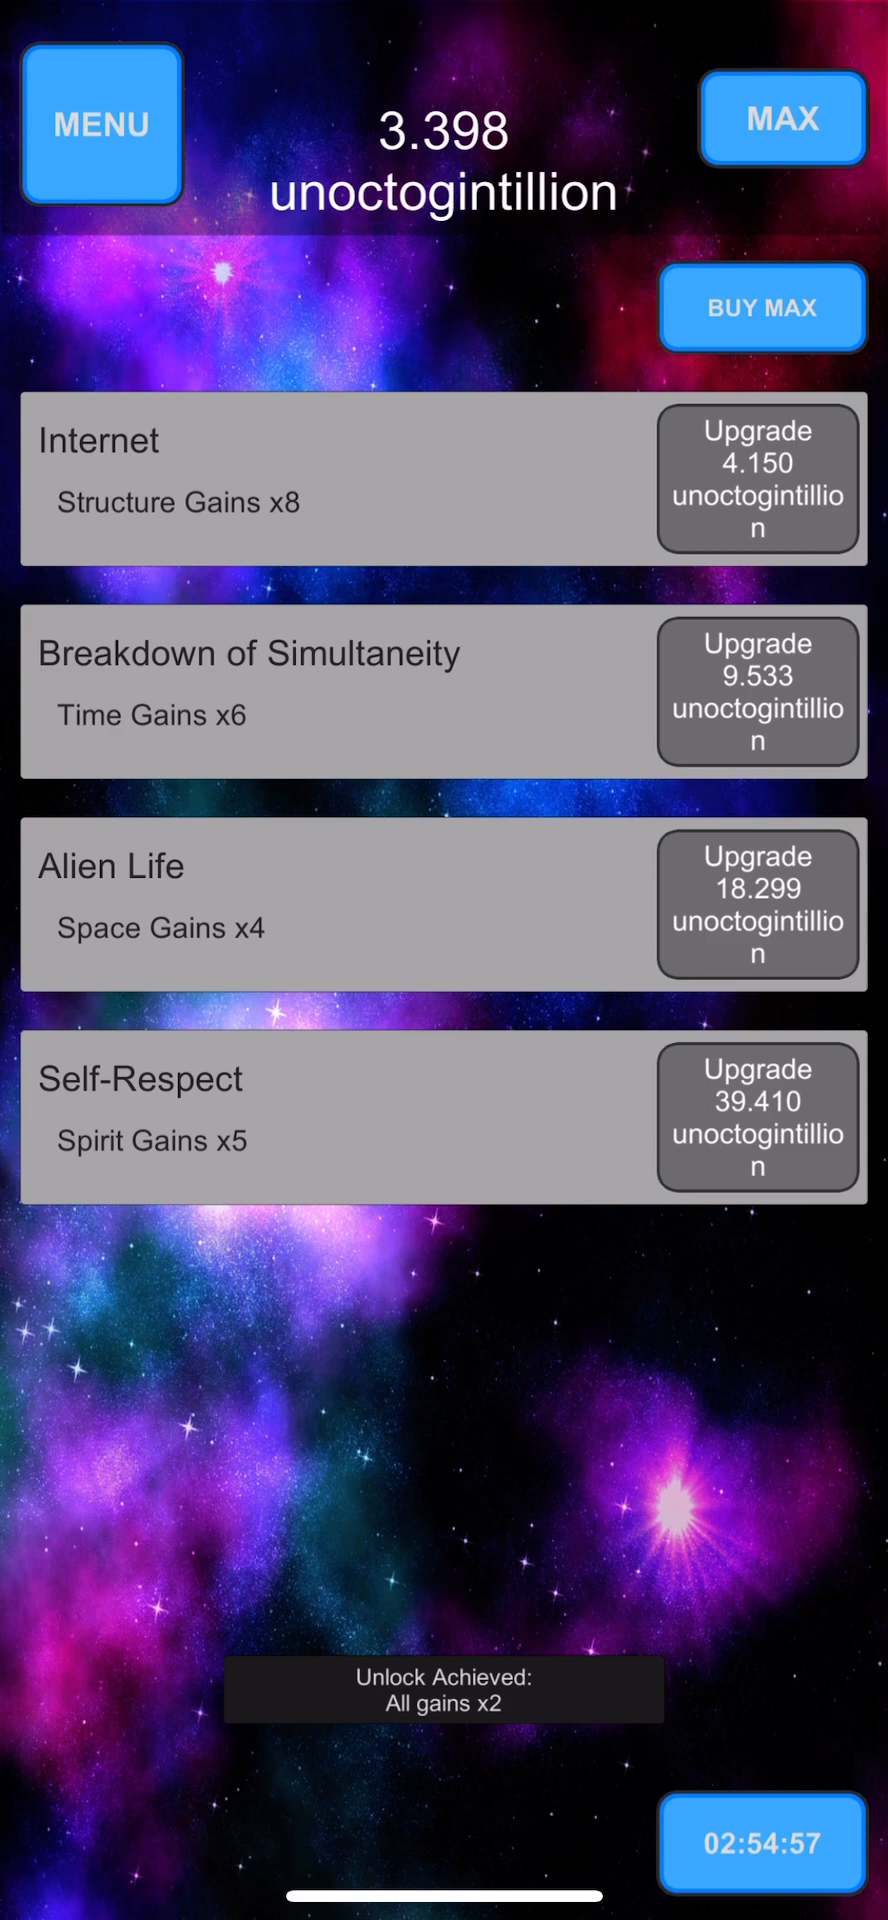 MENU
3.398
unoctogintillion
MAX
BUY MAX
Internet
Structure Gains x8
Upgrade
4.150
unoctogintillio
n
Breakdown of Simultaneity
Time Gains x6
Upgrade
9.533
unoctogintillio
n
Alien Life
Space Gains x4
Upgrade
18.299
unoctogintillio
n
Self-Respect
Spirit Gains x5
Upgrade
39.410
unoctogintillio
n
Unlock Achieved:
All gains x2
02:54:57